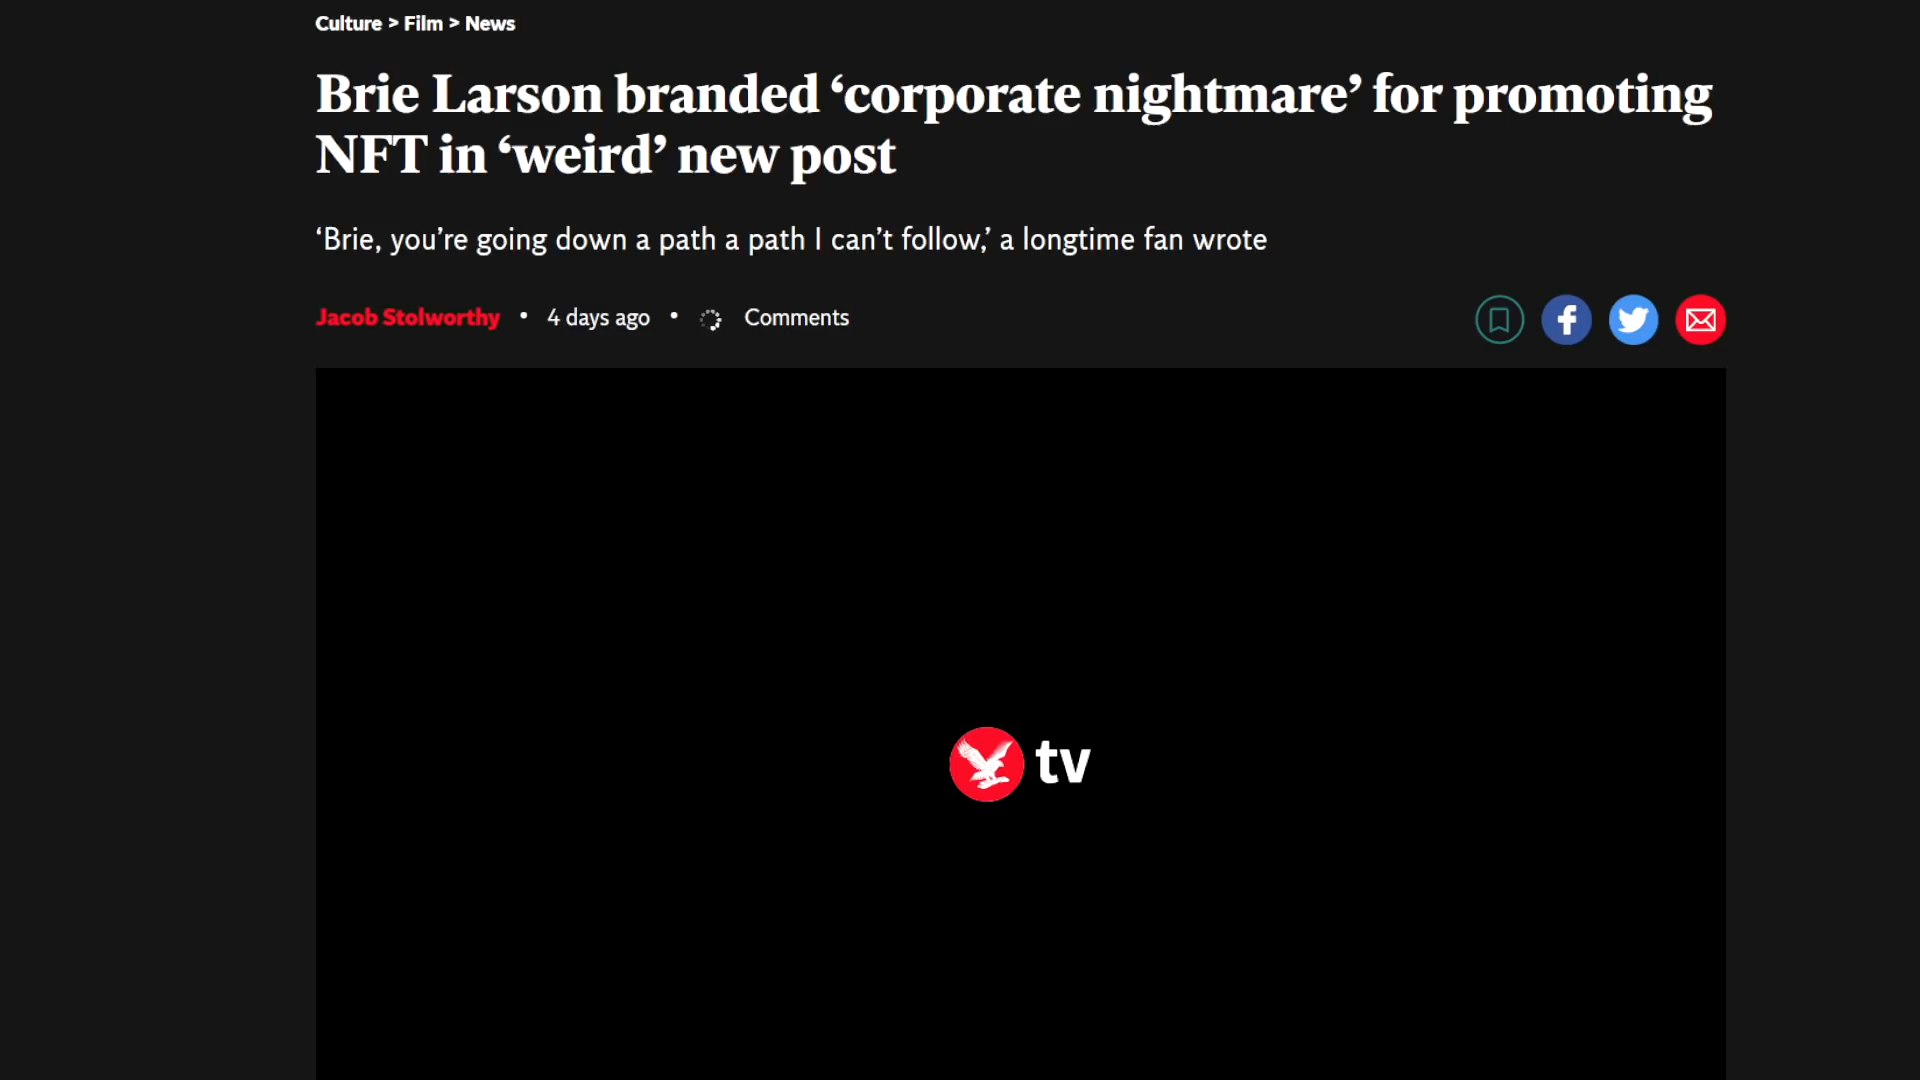 Culture > Film > News
Brie Larson branded ‘corporate nightmare’ for promoting
NFT in ‘weird’ new post
‘Brie, you’re going down a path a path I can’t follow,’ a longtime fan wrote
Jacob Stolworthy • 4 days ago • Comments
tv